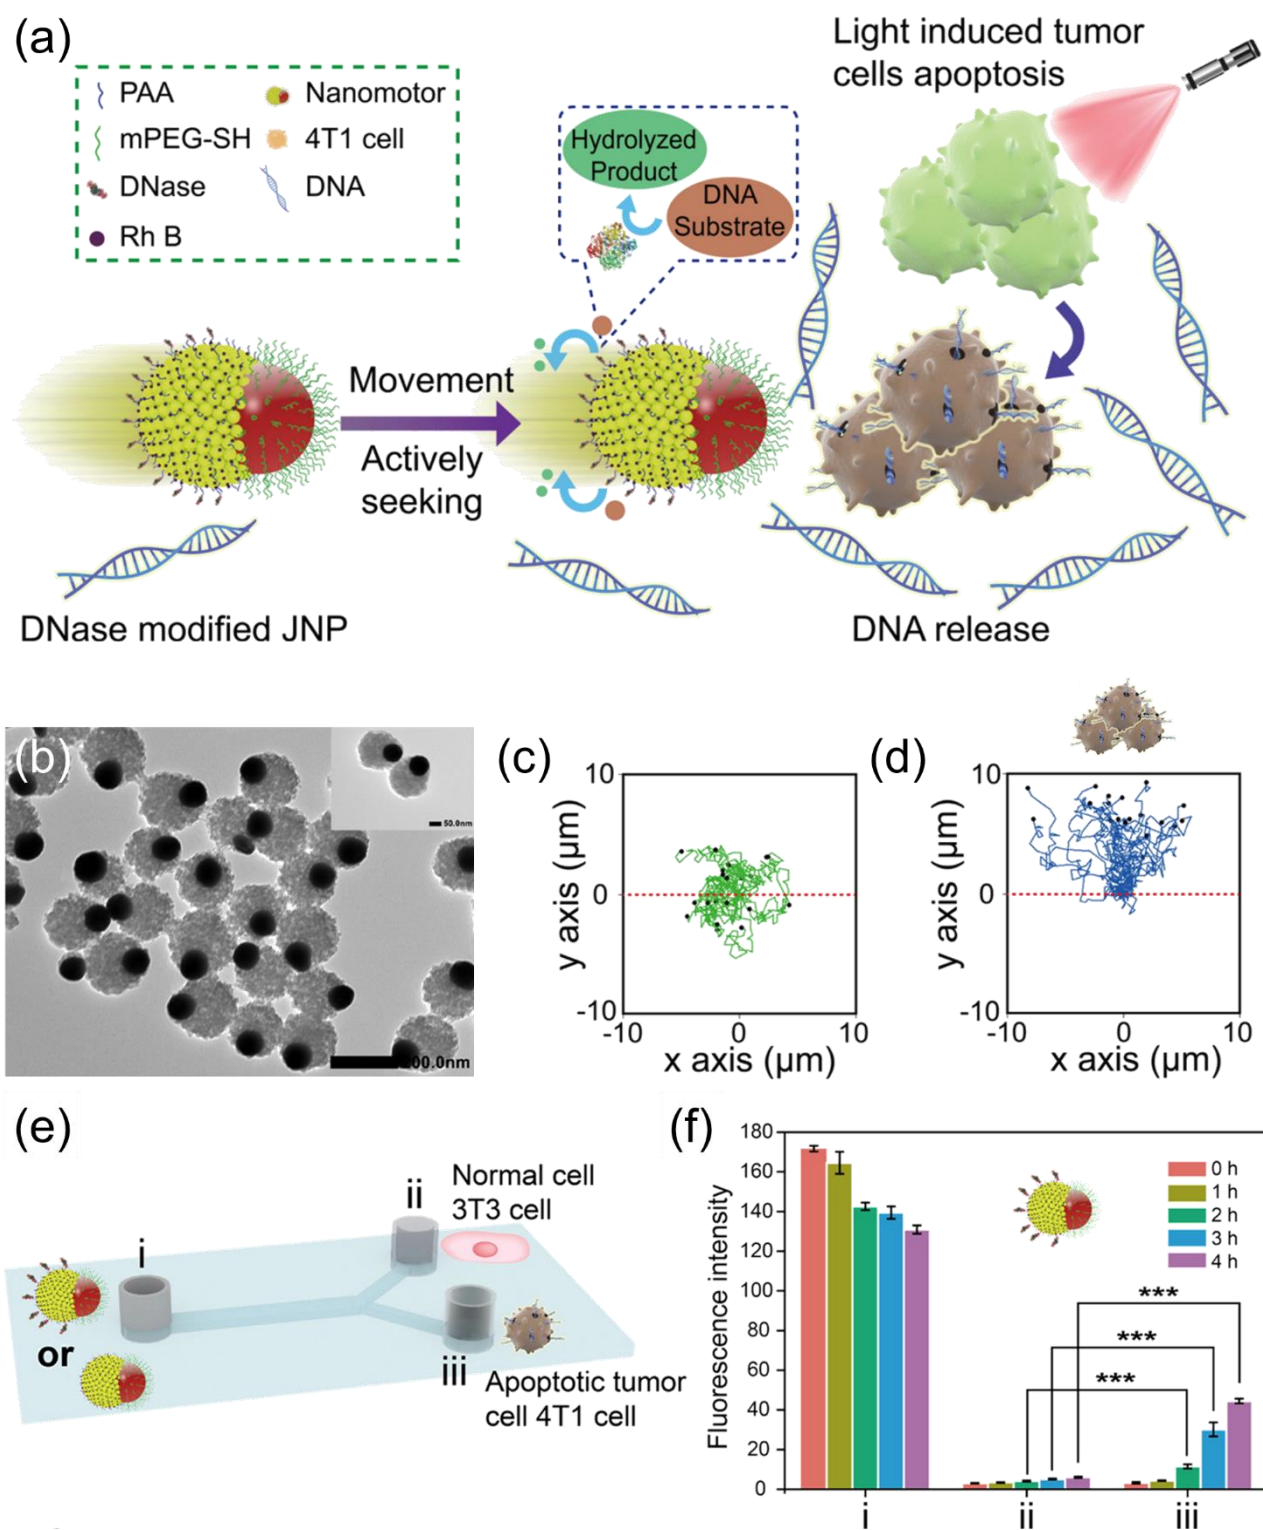 (a)
Light induced tumor
cells apoptosis
PAA
Nanomotor
mPEG-SH
4T1 cell
DNase
DNA
Rh B
Hydrolyzed
Product
DNA
Substrate
Movement
Actively
seeking
DNase modified JNP
DNA release
(b)
50.0nm
00.0nm
(c)
10
0
-10
-10 0 10
y axis (μm)
x axis (μm)
(d)
10
0
-10
-10 0 10
y axis (μm)
x axis (μm)
(e)
i
or
ii
Normal cell
3T3 cell
iii
Apoptotic tumor
cell 4T1 cell
(f)
Fluorescence intensity
180
160
140
120
100
80
60
40
20
0
0 h
1 h
2 h
3 h
4 h
***
***
***
i ii iii